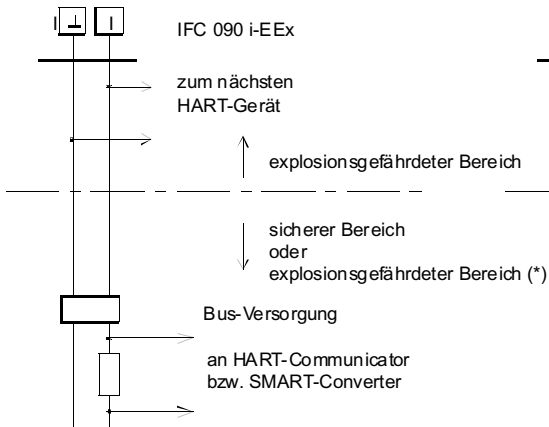 I ⊥ I IFC 090 i-EEx
zum nächsten
HART-Gerät
explosionsgefährdeter Bereich
sicherer Bereich
oder
explosionsgefährdeter Bereich (*)
Bus-Versorgung
an HART-Communicator
bzw. SMART-Converter